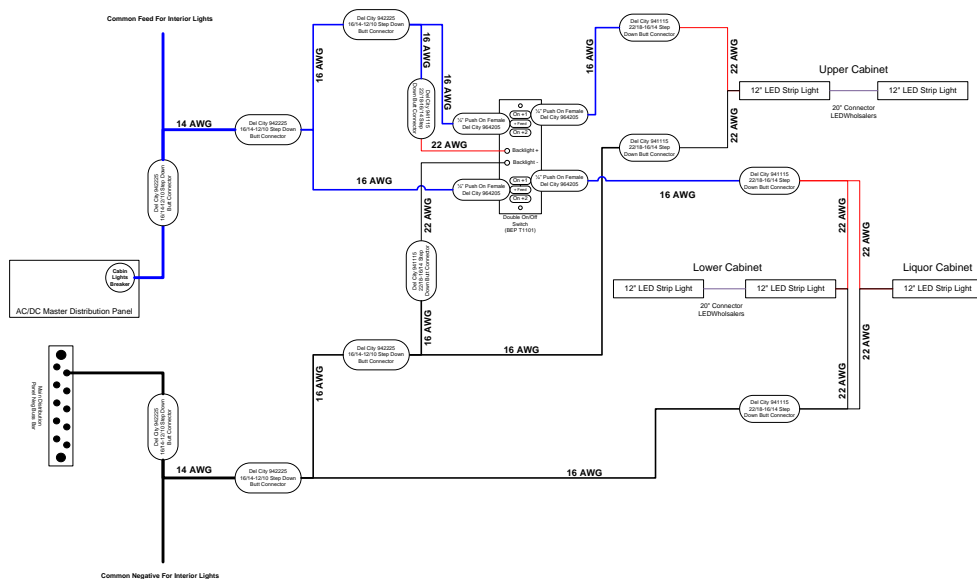 Common Feed For Interior Lights
Del City 942225
16/14-12/10 Step Down
Butt Connector
16 AWG
16 AWG
16 AWG
Del City 941115
22/18-16/14 Step
Down Butt Connector
16 AWG
Del City 941115
22/18-16/14 Step
Down Butt Connector
22 AWG
Upper Cabinet
12" LED Strip Light
12" LED Strip Light
20" Connector
LEDWholsalers
22 AWG
14 AWG
Del City 942225
16/14-12/10 Step Down
Butt Connector
¼" Push On Female
Del City 964205
On +1
+ Feed
On +2
¼" Push On Female
Del City 964205
22 AWG
Backlight +
Backlight -
Del City 941115
22/18-16/14 Step
Down Butt Connector
Del City 942225
16/14-12/10 Step Down
Butt Connector
16 AWG
¼" Push On Female
Del City 964205
On +1
+ Feed
On +2
¼" Push On Female
Del City 964205
16 AWG
Del City 941115
22/18-16/14 Step
Down Butt Connector
Double On/Off
Switch
(BEP T1101)
22 AWG
22 AWG
22 AWG
Cabin
Lights
Breaker
AC/DC Master Distribution Panel
Del City 941115
22/18-16/14 Step
Down Butt Connector
Lower Cabinet
12" LED Strip Light
12" LED Strip Light
20" Connector
LEDWholsalers
Liquor Cabinet
12" LED Strip Light
16 AWG
Del City 942225
16/14-12/10 Step Down
Butt Connector
16 AWG
16 AWG
22 AWG
22 AWG
Main Distribution
Panel Neg Buss Bar
Del City 942225
16/14-12/10 Step Down
Butt Connector
Del City 941115
22/18-16/14 Step
Down Butt Connector
14 AWG
Del City 942225
16/14-12/10 Step Down
Butt Connector
16 AWG
Common Negative For Interior Lights